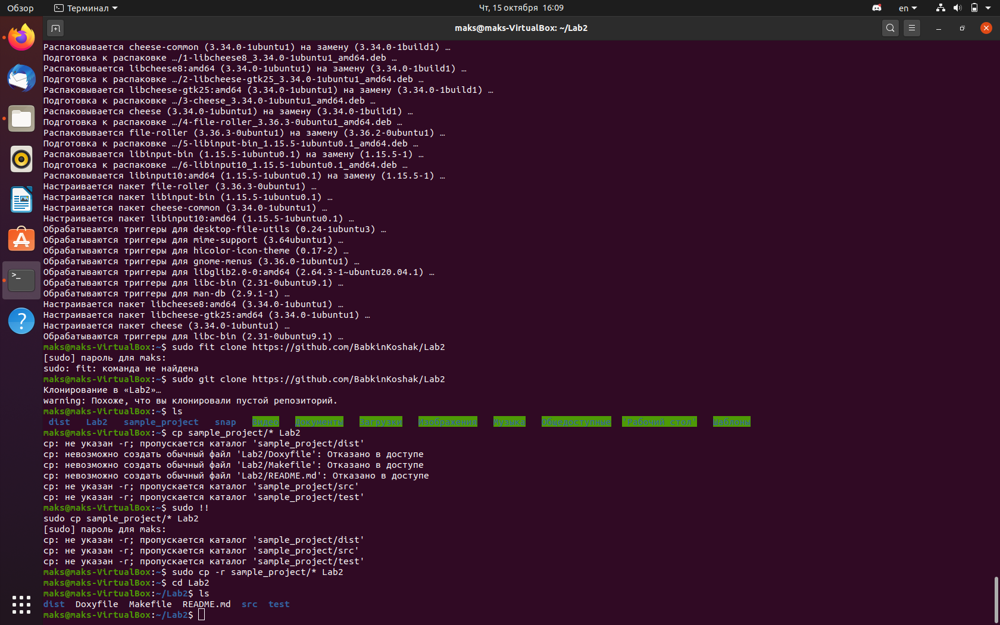 Обзор Терминал Чт, 15 октября 16:09 en
maks@maks-VirtualBox: ~/Lab2
Распаковывается cheese-common (3.34.0-1ubuntu1) на замену (3.34.0-1build1) …
Подготовка к распаковке …/1-libcheese8_3.34.0-1ubuntu1_amd64.deb …
Распаковывается libcheese8:amd64 (3.34.0-1ubuntu1) на замену (3.34.0-1build1) …
Подготовка к распаковке …/2-libcheese-gtk25_3.34.0-1ubuntu1_amd64.deb …
Распаковывается libcheese-gtk25:amd64 (3.34.0-1ubuntu1) на замену (3.34.0-1build1) …
Подготовка к распаковке …/3-cheese_3.34.0-1ubuntu1_amd64.deb …
Распаковывается cheese (3.34.0-1ubuntu1) на замену (3.34.0-1build1) …
Подготовка к распаковке …/4-file-roller_3.36.3-0ubuntu1_amd64.deb …
Распаковывается file-roller (3.36.3-0ubuntu1) на замену (3.36.2-0ubuntu1) …
Подготовка к распаковке …/5-libinput-bin_1.15.5-1ubuntu0.1_amd64.deb …
Распаковывается libinput-bin (1.15.5-1ubuntu0.1) на замену (1.15.5-1) …
Подготовка к распаковке …/6-libinput10_1.15.5-1ubuntu0.1_amd64.deb …
Распаковывается libinput10:amd64 (1.15.5-1ubuntu0.1) на замену (1.15.5-1) …
Настраивается пакет file-roller (3.36.3-0ubuntu1) …
Настраивается пакет libinput-bin (1.15.5-1ubuntu0.1) …
Настраивается пакет cheese-common (3.34.0-1ubuntu1) …
Настраивается пакет libinput10:amd64 (1.15.5-1ubuntu0.1) …
Обрабатываются триггеры для desktop-file-utils (0.24-1ubuntu3) …
Обрабатываются триггеры для mime-support (3.64ubuntu1) …
Обрабатываются триггеры для hicolor-icon-theme (0.17-2) …
Обрабатываются триггеры для gnome-menus (3.36.0-1ubuntu1) …
Обрабатываются триггеры для libglib2.0-0:amd64 (2.64.3-1~ubuntu20.04.1) …
Обрабатываются триггеры для libc-bin (2.31-0ubuntu9.1) …
Обрабатываются триггеры для man-db (2.9.1-1) …
Настраивается пакет libcheese8:amd64 (3.34.0-1ubuntu1) …
Настраивается пакет libcheese-gtk25:amd64 (3.34.0-1ubuntu1) …
Настраивается пакет cheese (3.34.0-1ubuntu1) …
Обрабатываются триггеры для libc-bin (2.31-0ubuntu9.1) …
maks@maks-VirtualBox:~$ sudo fit clone https://github.com/BabkinKoshak/Lab2
[sudo] пароль для maks:
sudo: fit: команда не найдена
maks@maks-VirtualBox:~$ sudo git clone https://github.com/BabkinKoshak/Lab2
Клонирование в «Lab2»…
warning: Похоже, что вы клонировали пустой репозиторий.
maks@maks-VirtualBox:~$ ls
dist Lab2 sample_project snap Видео Документы Загрузки Изображения Музыка Общедоступные 'Рабочий стол' Шаблоны
maks@maks-VirtualBox:~$ cp sample_project/* Lab2
cp: не указан -r; пропускается каталог 'sample_project/dist'
cp: невозможно создать обычный файл 'Lab2/Doxyfile': Отказано в доступе
cp: невозможно создать обычный файл 'Lab2/Makefile': Отказано в доступе
cp: невозможно создать обычный файл 'Lab2/README.md': Отказано в доступе
cp: не указан -r; пропускается каталог 'sample_project/src'
cp: не указан -r; пропускается каталог 'sample_project/test'
maks@maks-VirtualBox:~$ sudo !!
sudo cp sample_project/* Lab2
[sudo] пароль для maks:
cp: не указан -r; пропускается каталог 'sample_project/dist'
cp: не указан -r; пропускается каталог 'sample_project/src'
cp: не указан -r; пропускается каталог 'sample_project/test'
maks@maks-VirtualBox:~$ sudo cp -r sample_project/* Lab2
maks@maks-VirtualBox:~$ cd Lab2
maks@maks-VirtualBox:~/Lab2$ ls
dist Doxyfile Makefile README.md src test
maks@maks-VirtualBox:~/Lab2$